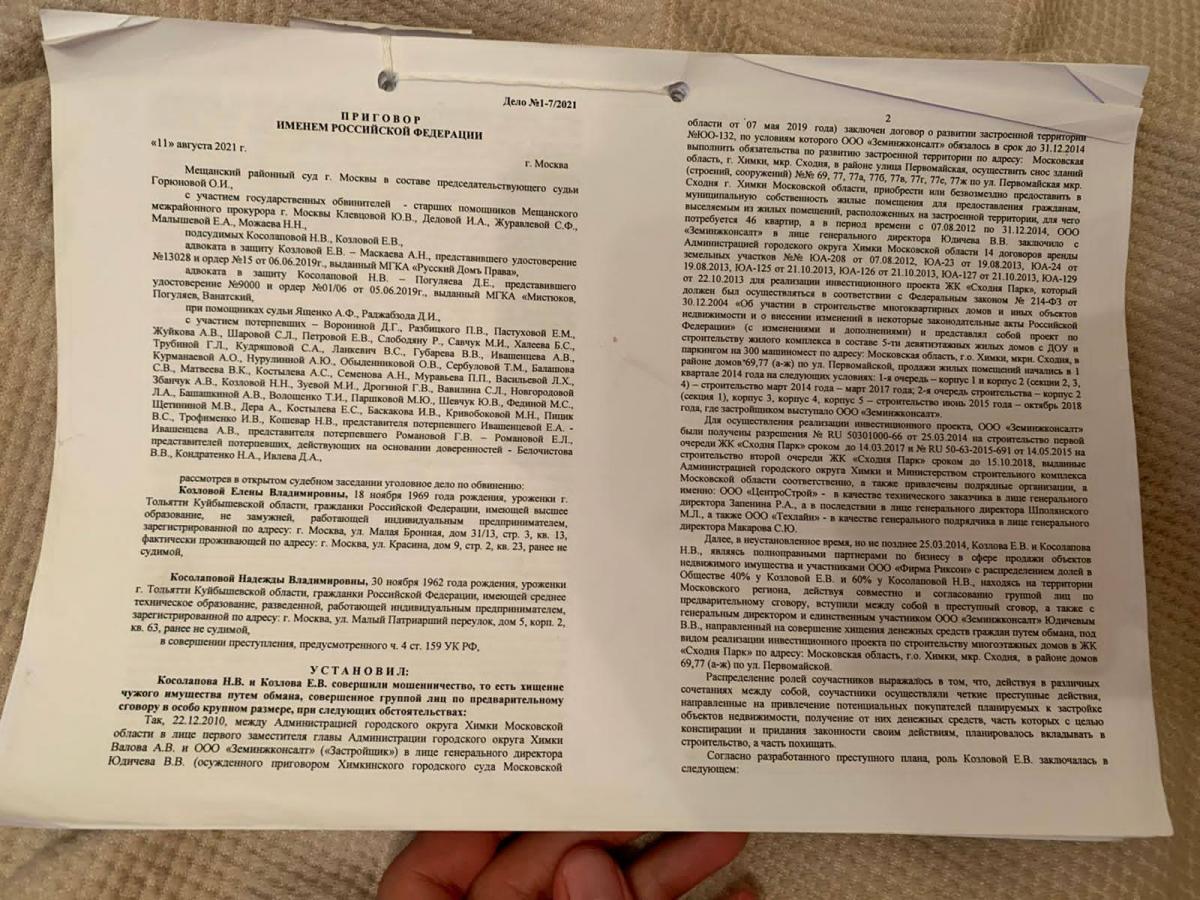 Дело №1-7/2021
П Р И Г О В О Р
ИМЕНЕМ РОССИЙСКОЙ ФЕДЕРАЦИИ
«11» августа 2021 г.
г. Москва
Мещанский районный суд г. Москвы в составе председательствующего судьи
Горюновой О.И.,
с участием государственных обвинителей - старших помощников Мещанского
межрайонного прокурора г. Москвы Клевцовой Ю.В., Дедовой И.А., Журавлевой С.Ф.,
Малышевой Е.А., Можаева Н.Н.,
подсудимых Косолаповой Н.В., Козловой Е.В.,
адвоката в защиту Козловой Е.В. – Маскаева А.Н., представившего удостоверение
№13028 и ордер №15 от 06.06.2019г., выданный МГКА «Русский Домъ Права»,
адвоката в защиту Косолаповой Н.В. – Погуляева Д.Е., представившего
удостоверение №9000 и ордер №01/06 от 05.06.2019г., выданный МГКА «Мистюков,
Погуляев, Ванатский,
при помощниках судьи Ященко А.Ф., Раджабзода Д.И.,
с участием потерпевших – Ворониной Д.Г., Разбицкого П.В., Пастуховой Е.М.,
Жуйкова А.В., Шаровой С.Л., Петровой Е.В., Слободяну Р., Савчук М.И., Халеева Б.С.,
Трубиной Г.Л., Кудряшовой С.А., Ланкевич В.С., Губарева В.В., Ивашенцева А.В.,
Курманаевой А.О., Нурулиной А.Ю., Обыденниковой О.В., Сербуловой Т.М., Балашова
С.В., Матвеева В.К., Костылева А.С., Семенова А.Н., Муравьева П.П., Васильевой Л.Х.,
Збанчук А.В., Козловой Н.Н., Зуевой М.И., Дрогиной Г.В., Вавилина С.Л., Новгородовой
Л.А., Башашкиной А.В., Волощенко Т.И., Паршковой М.Ю., Шевчук Ю.В., Фединой М.С.,
Щетининой М.В., Дера А., Костылева Е.С., Баскакова И.В., Кривобоковой М.Н., Пицик
В.С., Трофименко И.В., Кошевар Н.В., представителя потерпевшего Ивашенцевой Е.А. -
Ивашенцева А.В., представителя потерпевшего Романовой Г.В. – Романовой Е.Л.,
представителей потерпевших, действующих на основании доверенностей - Белочистова
В.В., Кондратенко Н.А., Ивлева Д.А.,
рассмотрев в открытом судебном заседании уголовное дело по обвинению:
Козловой Елены Владимировны, 18 ноября 1969 года рождения, уроженки г.
Тольятти Куйбышевской области, гражданки Российской Федерации, имеющей высшее
образование, не замужней, работающей индивидуальным предпринимателем,
зарегистрированной по адресу: г. Москва, ул. Малая Бронная, дом 31/13, стр. 3, кв. 13,
фактически проживающей по адресу: г. Москва, ул. Красина, дом 9, стр. 2, кв. 23, ранее не
судимой,
Косолаповой Надежды Владимировны, 30 ноября 1962 года рождения, уроженки
г. Тольятти Куйбышевской области, гражданки Российской Федерации, имеющей среднее
техническое образование, разведенной, работающей индивидуальным предпринимателем,
зарегистрированной по адресу: г. Москва, ул. Малый Патриарший переулок, дом 5, корп. 2,
кв. 63, ранее не судимой,
в совершении преступления, предусмотренного ч. 4 ст. 159 УК РФ,
У С Т А Н О В И Л:
Косолапова Н.В. и Козлова Е.В. совершили мошенничество, то есть хищение
чужого имущества путем обмана, совершенное группой лиц по предварительному
сговору в особо крупном размере, при следующих обстоятельствах:
Так, 22.12.2010, между Администрацией городского округа Химки Московской
области в лице первого заместителя главы Администрации городского округа Химки
Валова А.В. и ООО «Земинжконсалт» («Застройщик») в лице генерального директора
Юдичева В.В. (осужденного приговором Химкинского городского суда Московской
2
области от 07 мая 2019 года) заключен договор о развитии застроенной территории
№ЮО-132, по условиям которого ООО «Земинжконсалт» обязалось в срок до 31.12.2014
выполнить обязательства по развитию застроенной территории по адресу: Московская
область, г. Химки, мкр. Сходня, в районе улица Первомайская, осуществить снос зданий
(строений, сооружений) №№ 69, 77, 77а, 77б, 77в, 77г, 77е, 77ж по ул. Первомайская мкр.
Сходня г. Химки Московской области, приобрести или безвозмездно предоставить в
муниципальную собственность жилые помещения для предоставления гражданам,
выселяемым из жилых помещений, расположенных на застроенной территории, для чего
потребуется 46 квартир, а в период времени с 07.08.2012 по 31.12.2014, ООО
«Земинжконсалт» в лице генерального директора Юдичева В.В. заключило с
Администрацией городского округа Химки Московской области 14 договоров аренды
земельных участков №№ ЮА-208 от 07.08.2012, ЮА-23 от 19.08.2013, ЮА-24 от
19.08.2013, ЮА-125 от 21.10.2013, ЮА-126 от 21.10.2013, ЮА-127 от 21.10.2013, ЮА-129
от 22.10.2013 для реализации инвестиционного проекта ЖК «Сходня Парк», который
должен был осуществляться в соответствии с Федеральным законом № 214-ФЗ от
30.12.2004 «Об участии в строительстве многоквартирных домов и иных объектов
недвижимости и о внесении изменений в некоторые законодательные акты Российской
Федерации» (с изменениями и дополнениями) и представлял собой проект по
строительству жилого комплекса в составе 5-ти девятиэтажных жилых домов с ДОУ и
паркингом на 300 машиномест по адресу: Московская область, г.о. Химки, мкрн. Сходня, в
районе домов 69,77 (а-ж) по ул. Первомайской, продажи жилых помещений начались в 1
квартале 2014 года на следующих условиях: 1-я очередь – корпус 1 и корпус 2 (секции 2, 3,
4) – строительство март 2014 года – март 2017 года; 2-я очередь строительства – корпус 2
(секция 1), корпус 3, корпус 4, корпус 5 – строительство июнь 2015 года – октябрь 2018
года, где застройщиком выступало ООО «Земинжконсалт».
Для осуществления реализации инвестиционного проекта, ООО «Земинжконсалт»
были получены разрешения № RU 50301000-66 от 25.03.2014 на строительство первой
очереди ЖК «Сходня Парк» сроком до 14.03.2017 и № RU 50-63-2015-691 от 14.05.2015 на
строительство второй очереди ЖК «Сходня Парк» сроком до 15.10.2018, выданные
Администрацией городского округа Химки и Министерством строительного комплекса
Московской области соответственно, а также привлечены подрядные организации, а
именно: ООО «ЦентроСтрой» - в качестве технического заказчика в лице генерального
директора Запенина Р.А., а в последствии в лице генерального директора Шполянского
М.Л., а также ООО «Техлайн» - в качестве генерального подрядчика в лице генерального
директора Макарова С.Ю.
Далее, в неустановленное время, но не позднее 25.03.2014, Козлова Е.В. и Косолапова
Н.В., являясь полноправными партнерами по бизнесу в сфере продажи объектов
недвижимого имущества и участниками ООО «Фирма Риксон» с распределением долей в
Обществе 40% у Козловой Е.В. и 60% у Косолаповой Н.В., находясь на территории
Московского региона, действуя совместно и согласованно группой лиц по
предварительному сговору, вступили между собой в преступный сговор, а также с
генеральным директором и единственным участником ООО «Земинжконсалт» Юдичевым
В.В., направленный на совершение хищения денежных средств граждан путем обмана, под
видом реализации инвестиционного проекта по строительству многоэтажных домов в ЖК
«Сходня Парк» по адресу: Московская область, г.о. Химки, мкр. Сходня, в районе домов
69,77 (а-ж) по ул. Первомайской.
Распределение ролей соучастников выражалось в том, что, действуя в различных
сочетаниях между собой, соучастники осуществляли четкие преступные действия,
направленные на привлечение потенциальных покупателей планируемых к застройке
объектов недвижимости, получение от них денежных средств, часть которых с целью
конспирации и придания законности своим действиям, планировалось вкладывать в
строительство, а часть похищать.
Согласно разработанного преступного плана, роль Козловой Е.В. заключалась в
следующем: